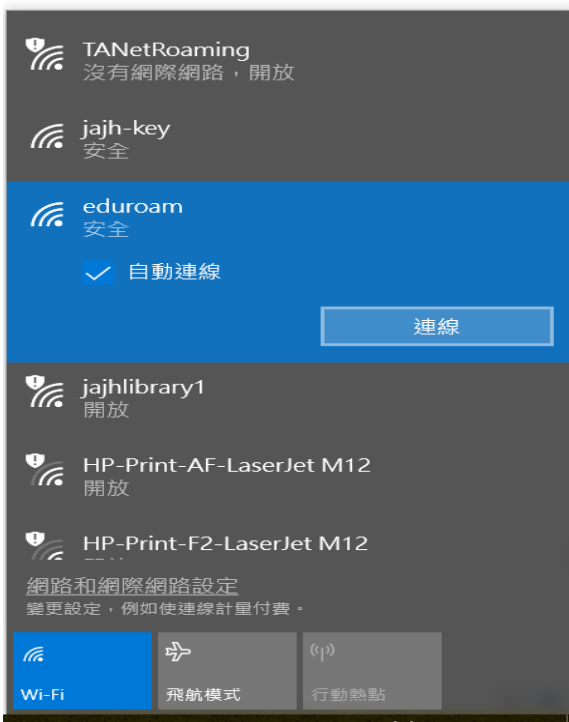 TANetRoaming
沒有網際網路，開放
jajh-key
安全
eduroam
安全
自動連線
連線
jajhlibrary1
開放
HP-Print-AF-LaserJet M12
開放
HP-Print-F2-LaserJet M12
網路和網際網路設定
變更設定，例如使連線計量付費。
Wi-Fi
飛航模式
行動熱點